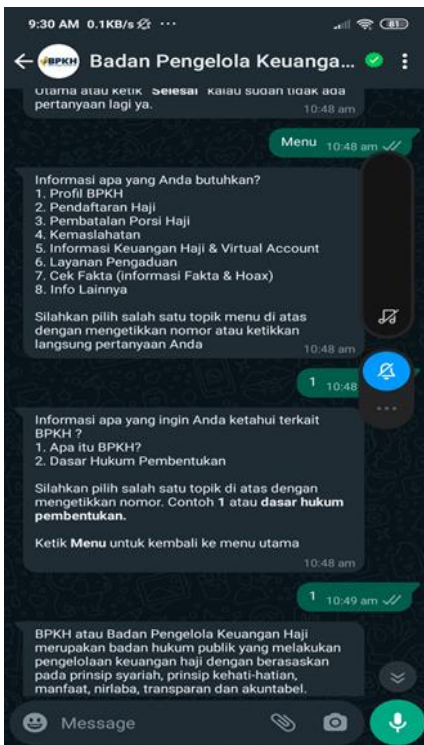 9:30 AM 0.1KB/s
BPKH Badan Pengelola Keuanga...
Utama atau ketik Selesai kalau sudah tidak ada
pertanyaan lagi ya.
10:48 am
Menu 10:48 am
Informasi apa yang Anda butuhkan?
1. Profil BPKH
2. Pendaftaran Haji
3. Pembatalan Porsi Haji
4. Kemaslahatan
5. Informasi Keuangan Haji & Virtual Account
6. Layanan Pengaduan
7. Cek Fakta (informasi Fakta & Hoax)
8. Info Lainnya
Silahkan pilih salah satu topik menu di atas
dengan mengetikkan nomor atau ketikkan
langsung pertanyaan Anda
10:48 am
1 10:48
Informasi apa yang ingin Anda ketahui terkait
BPKH ?
1. Apa itu BPKH?
2. Dasar Hukum Pembentukan
Silahkan pilih salah satu topik di atas dengan
mengetikkan nomor. Contoh 1 atau dasar hukum
pembentukan.
Ketik Menu untuk kembali ke menu utama
10:48 am
1 10:49 am
BPKH atau Badan Pengelola Keuangan Haji
merupakan badan hukum publik yang melakukan
pengelolaan keuangan haji dengan berasaskan
pada prinsip syariah, prinsip kehati-hatian,
manfaat, nirlaba, transparan dan akuntabel.
Message